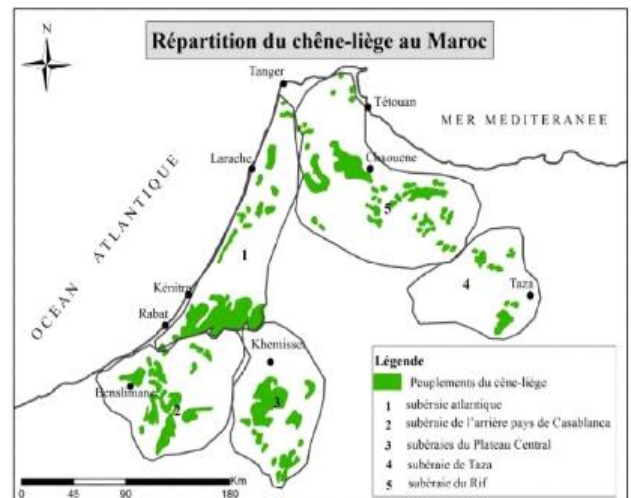 N
Répartition du chêne-liège au Maroc
Tanger
Tétouan
MER MEDITERANEE
OCEAN ATLANTIQUE
Larache
Chaouene
5
1
4
Taza
Kénitra
Rabat
Khemisset
Benslimane
2
3
Légende
Peuplements du cêne-liège
1 subéraie atlantique
2 subéraie de l'arrière pays de Casablanca
3 subéraies du Plateau Central
4 subéraie de Taza
5 subéraie du Rif
Km
0 45 90 180